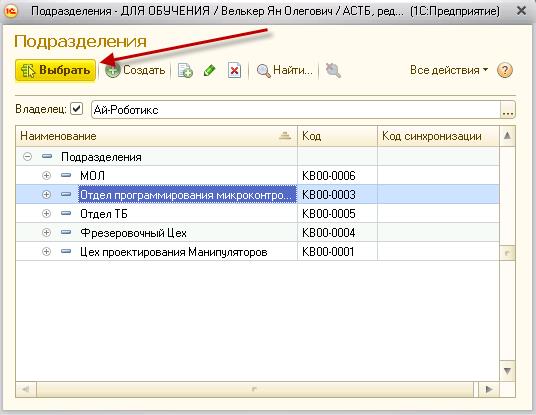 Подразделения - ДЛЯ ОБУЧЕНИЯ / Велькер Ян Олегович / АСТБ, ред... (1С:Предприятие)
Подразделения
Выбрать Создать Найти... Все действия
Владелец: Ай-Роботикс ...
Наименование Код Код синхронизации
Подразделения
МОЛ КВ00-0006
Отдел программирования микроконтро... КВ00-0003
Отдел ТБ КВ00-0005
Фрезеровочный Цех КВ00-0004
Цех проектирования Манипуляторов КВ00-0001